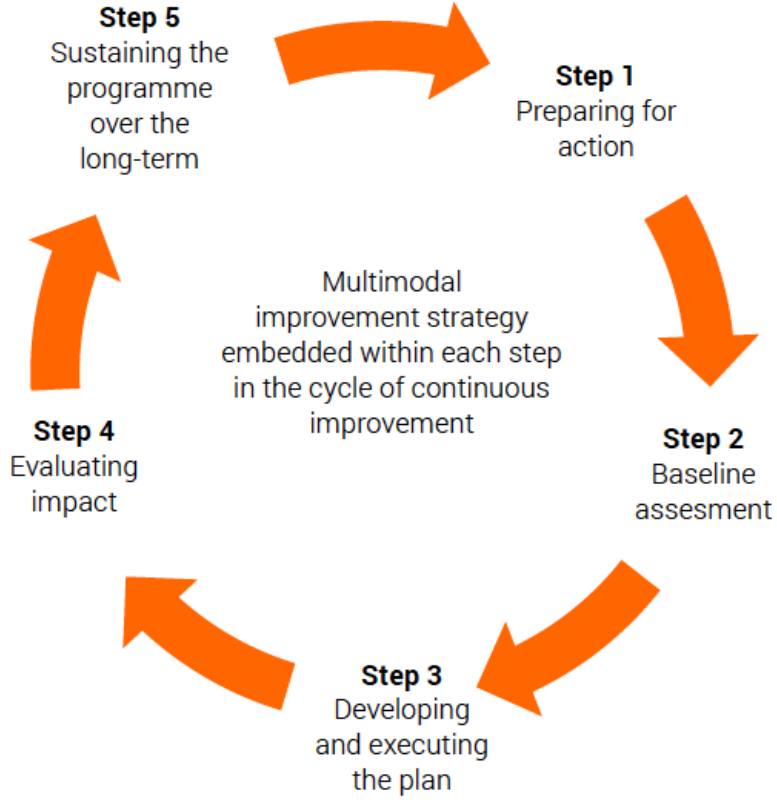 Step 5
Sustaining the
programme
over the
long-term
Step 1
Preparing for
action
Multimodal
improvement strategy
embedded within each step
in the cycle of continuous
improvement
Step 2
Baseline
assesment
Step 4
Evaluating
impact
Step 3
Developing
and executing
the plan